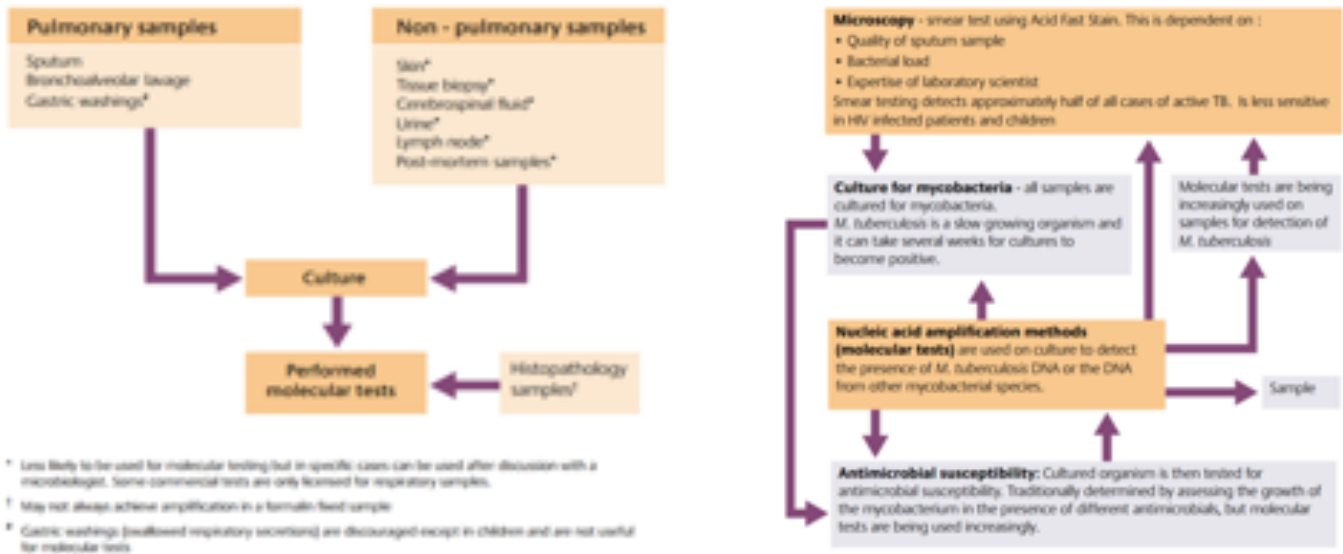 Pulmonary samples
Sputum
Bronchoalveolar lavage
Gastric washings#
Non - pulmonary samples
Skin*
Tissue biopsy*
Cerebrospinal fluid*
Urine*
Lymph node*
Post-mortem samples*
Culture
Performed
molecular tests
Histopathology
samples†
* Less likely to be used for molecular testing but in specific cases can be used after discussion with a
microbiologist. Some commercial tests are only licensed for respiratory samples.
† May not always achieve amplification in a formalin fixed sample
# Gastric washings (swallowed respiratory secretions) are discouraged except in children and are not useful
for molecular tests
Microscopy - smear test using Acid Fast Stain. This is dependent on :
• Quality of sputum sample
• Bacterial load
• Expertise of laboratory scientist
Smear testing detects approximately half of all cases of active TB. Is less sensitive
in HIV infected patients and children
Culture for mycobacteria - all samples are
cultured for mycobacteria.
M. tuberculosis is a slow growing organism and
it can take several weeks for cultures to
become positive.
Molecular tests are being
increasingly used on
samples for detection of
M. tuberculosis
Nucleic acid amplification methods
(molecular tests) are used on culture to detect
the presence of M. tuberculosis DNA or the DNA
from other mycobacterial species.
Sample
Antimicrobial susceptibility: Cultured organism is then tested for
antimicrobial susceptibility. Traditionally determined by assessing the growth of
the mycobacterium in the presence of different antimicrobials, but molecular
tests are being used increasingly.